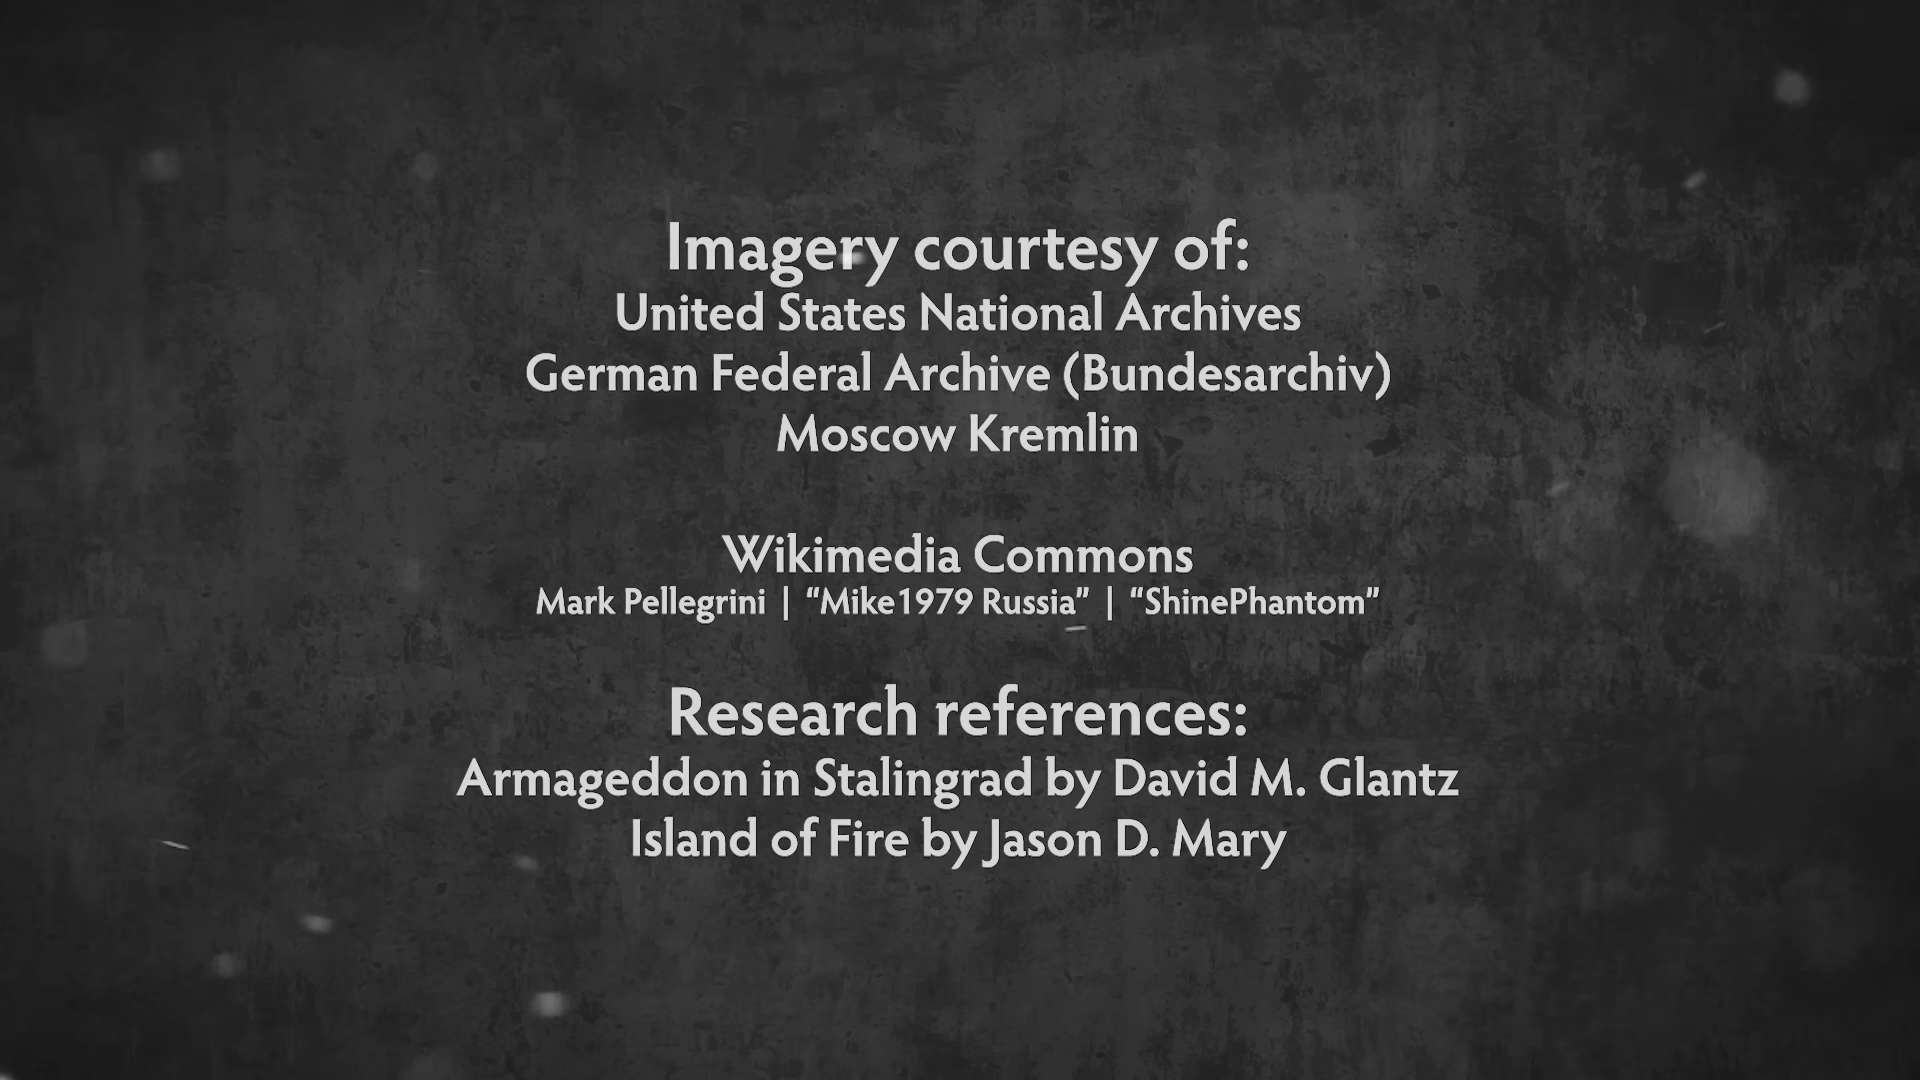 Imagery courtesy of:
United States National Archives
German Federal Archive (Bundesarchiv)
Moscow Kremlin
Wikimedia Commons
Mark Pellegrini | “Mike1979 Russia” | “ShinePhantom”
Research references:
Armageddon in Stalingrad by David M. Glantz
Island of Fire by Jason D. Mary